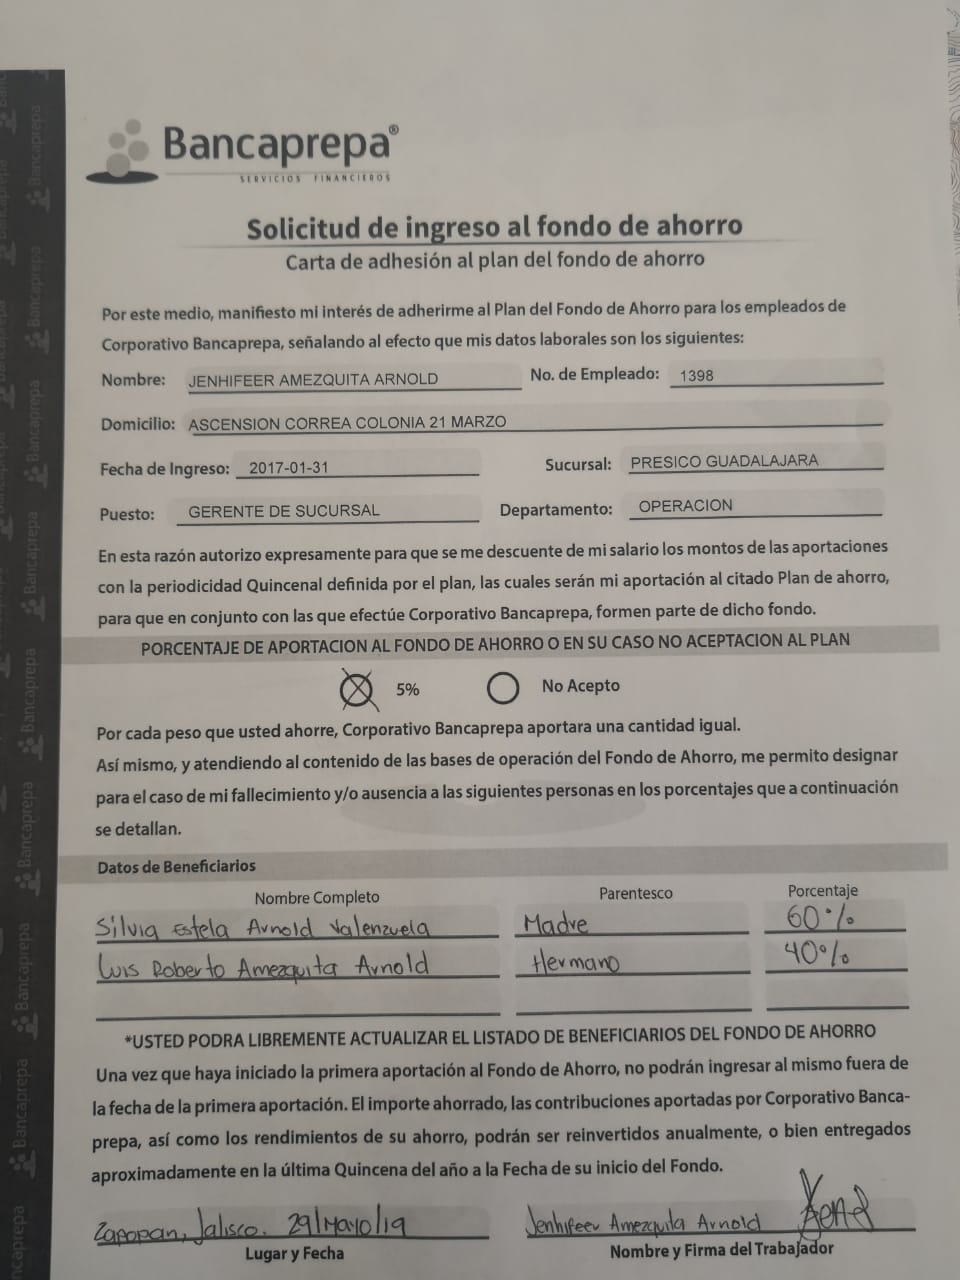 Bancaprepa®
SERVICIOS FINANCIEROS
Solicitud de ingreso al fondo de ahorro
Carta de adhesión al plan del fondo de ahorro
Por este medio, manifiesto mi interés de adherirme al Plan del Fondo de Ahorro para los empleados de
Corporativo Bancaprepa, señalando al efecto que mis datos laborales son los siguientes:
Nombre: JENHIFEER AMEZQUITA ARNOLD No. de Empleado: 1398
Domicilio: ASCENSION CORREA COLONIA 21 MARZO
Fecha de Ingreso: 2017-01-31 Sucursal: PRESICO GUADALAJARA
Puesto: GERENTE DE SUCURSAL Departamento: OPERACION
En esta razón autorizo expresamente para que se me descuente de mi salario los montos de las aportaciones
con la periodicidad Quincenal definida por el plan, las cuales serán mi aportación al citado Plan de ahorro,
para que en conjunto con las que efectúe Corporativo Bancaprepa, formen parte de dicho fondo.
PORCENTAJE DE APORTACION AL FONDO DE AHORRO O EN SU CASO NO ACEPTACION AL PLAN
5% No Acepto
Por cada peso que usted ahorre, Corporativo Bancaprepa aportara una cantidad igual.
Así mismo, y atendiendo al contenido de las bases de operación del Fondo de Ahorro, me permito designar
para el caso de mi fallecimiento y/o ausencia a las siguientes personas en los porcentajes que a continuación
se detallan.
Datos de Beneficiarios
Nombre Completo Parentesco Porcentaje
Silvia Estela Arnold Valenzuela Madre 60%
Luis Roberto Amezquita Arnold Hermano 40%
*USTED PODRA LIBREMENTE ACTUALIZAR EL LISTADO DE BENEFICIARIOS DEL FONDO DE AHORRO
Una vez que haya iniciado la primera aportación al Fondo de Ahorro, no podrán ingresar al mismo fuera de
la fecha de la primera aportación. El importe ahorrado, las contribuciones aportadas por Corporativo Banca-
prepa, así como los rendimientos de su ahorro, podrán ser reinvertidos anualmente, o bien entregados
aproximadamente en la última Quincena del año a la Fecha de su inicio del Fondo.
Zapopan, Jalisco. 29/Mayo/19 Jenhifeer Amezquita Arnold
Lugar y Fecha Nombre y Firma del Trabajador